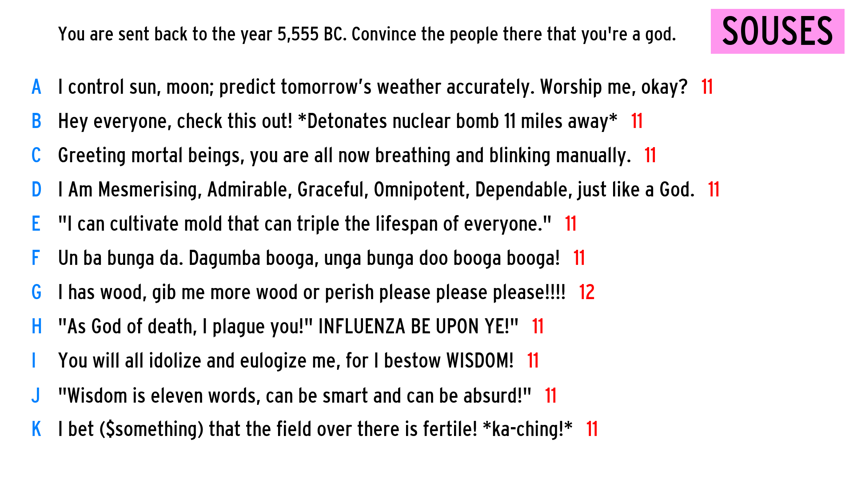 You are sent back to the year 5,555 BC. Convince the people there that you're a god.
SOUSES
A I control sun, moon; predict tomorrow’s weather accurately. Worship me, okay? 11
B Hey everyone, check this out! *Detonates nuclear bomb 11 miles away* 11
C Greeting mortal beings, you are all now breathing and blinking manually. 11
D I Am Mesmerising, Admirable, Graceful, Omnipotent, Dependable, just like a God. 11
E "I can cultivate mold that can triple the lifespan of everyone." 11
F Un ba bunga da. Dagumba booga, unga bunga doo booga booga! 11
G I has wood, gib me more wood or perish please please please!!!! 12
H "As God of death, I plague you!" INFLUENZA BE UPON YE!" 11
I You will all idolize and eulogize me, for I bestow WISDOM! 11
J "Wisdom is eleven words, can be smart and can be absurd!" 11
K I bet ($something) that the field over there is fertile! *ka-ching!* 11